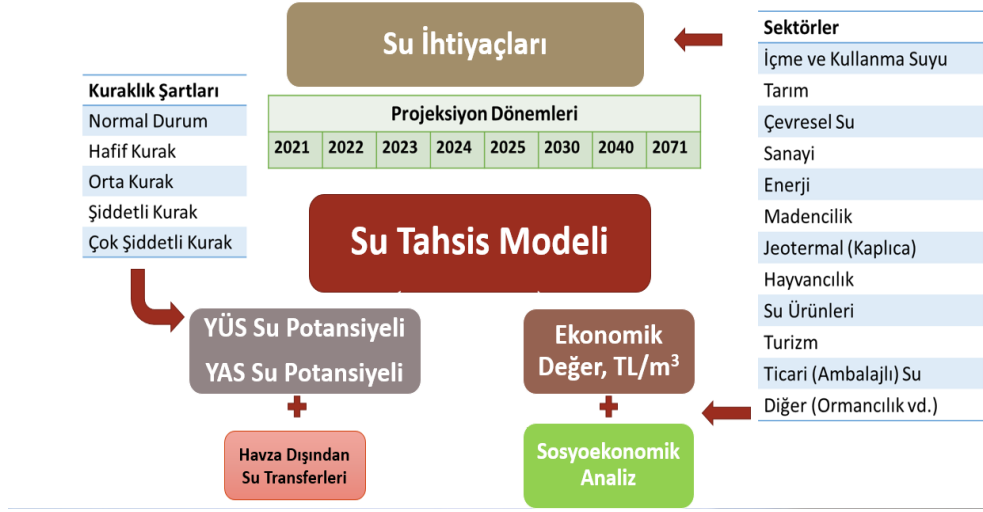 Su İhtiyaçları
Projeksiyon Dönemleri
2021 2022 2023 2024 2025 2030 2040 2071
Kuraklık Şartları
Normal Durum
Hafif Kurak
Orta Kurak
Şiddetli Kurak
Çok Şiddetli Kurak
Sektörler
İçme ve Kullanma Suyu
Tarım
Çevresel Su
Sanayi
Enerji
Madencilik
Jeotermal (Kaplıca)
Hayvancılık
Su Ürünleri
Turizm
Ticari (Ambalajlı) Su
Diğer (Ormancılık vd.)
Su Tahsis Modeli
YÜS Su Potansiyeli
YAS Su Potansiyeli
+
Havza Dışından
Su Transferleri
Ekonomik
Değer, TL/m³
+
Sosyoekonomik
Analiz